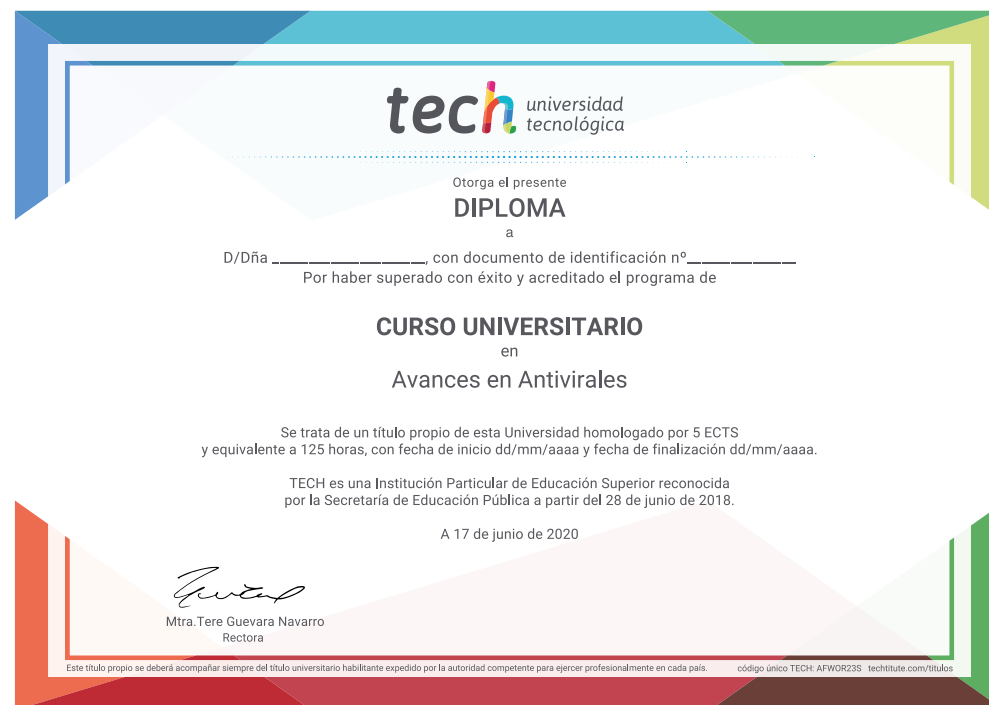 tech universidad
tecnológica
Otorga el presente
DIPLOMA
a
D/Dña ____________________, con documento de identificación nº______________
Por haber superado con éxito y acreditado el programa de
CURSO UNIVERSITARIO
en
Avances en Antivirales
Se trata de un título propio de esta Universidad homologado por 5 ECTS
y equivalente a 125 horas, con fecha de inicio dd/mm/aaaa y fecha de finalización dd/mm/aaaa.
TECH es una Institución Particular de Educación Superior reconocida
por la Secretaría de Educación Pública a partir del 28 de junio de 2018.
A 17 de junio de 2020
Mtra.Tere Guevara Navarro
Rectora
Este título propio se deberá acompañar siempre del título universitario habilitante expedido por la autoridad competente para ejercer profesionalmente en cada país. código único TECH: AFWOR23S techtitute.com/titulos